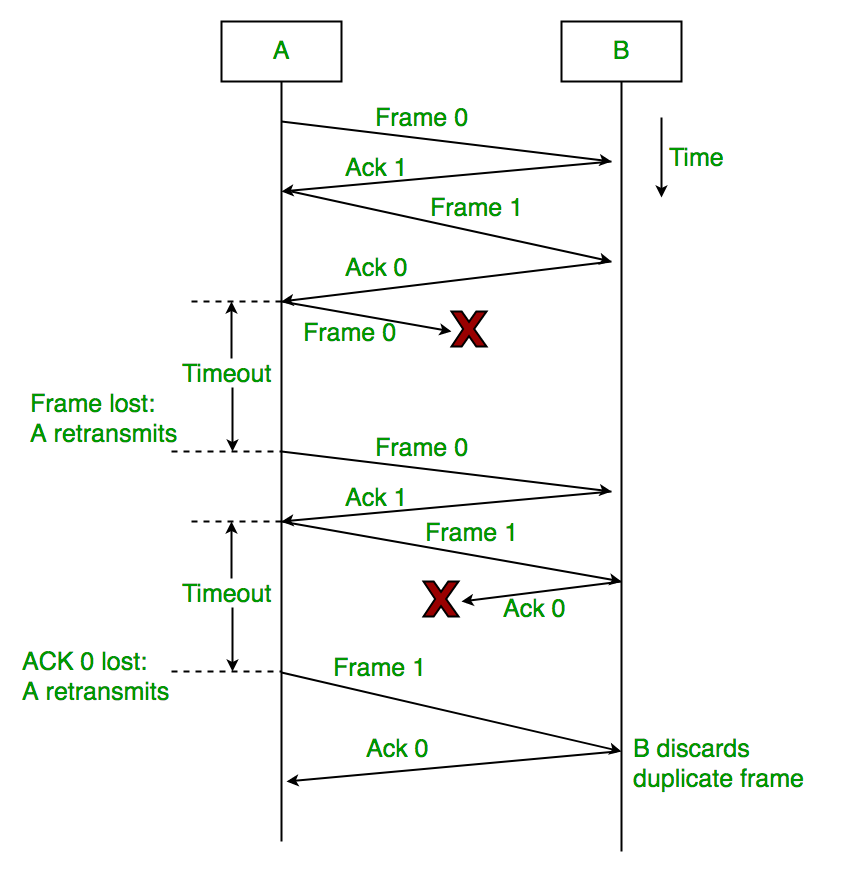 A
B
Frame 0
Time
Ack 1
Frame 1
Ack 0
Frame 0
X
Timeout
Frame lost:
A retransmits
Frame 0
Ack 1
Frame 1
Timeout
X
Ack 0
ACK 0 lost:
A retransmits
Frame 1
Ack 0
B discards
duplicate frame